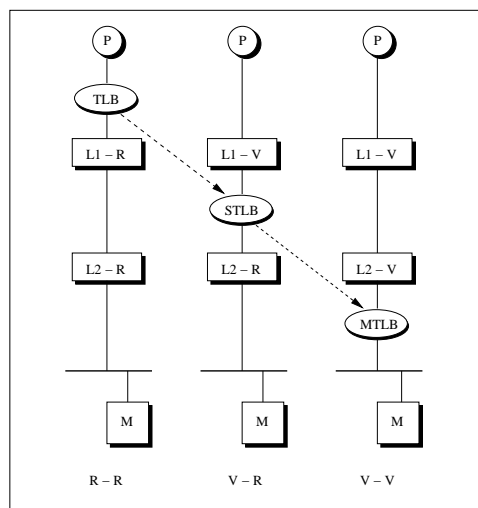 P P P
TLB
L1 – R L1 – V L1 – V
STLB
L2 – R L2 – R L2 – V
MTLB
M M M
R – R V – R V – V